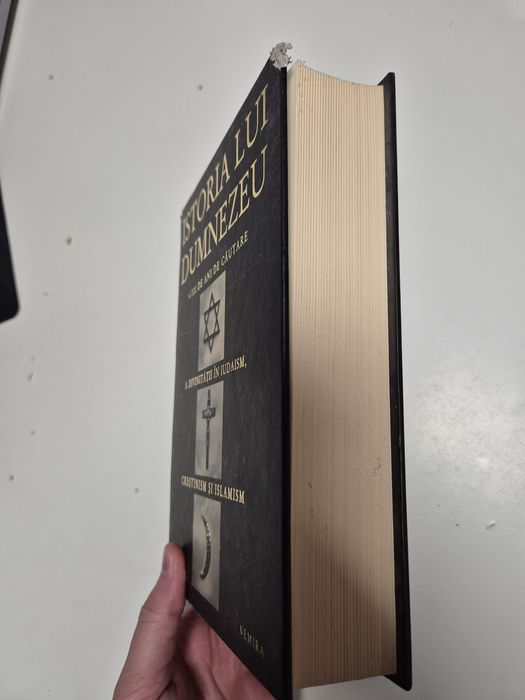 ISTORIA LUI
DUMNEZEU
4 000 DE ANI DE CĂUTARE
A DIVINITĂȚII ÎN IUDAISM,
CREȘTINISM ȘI ISLAMISM
NEMIRA